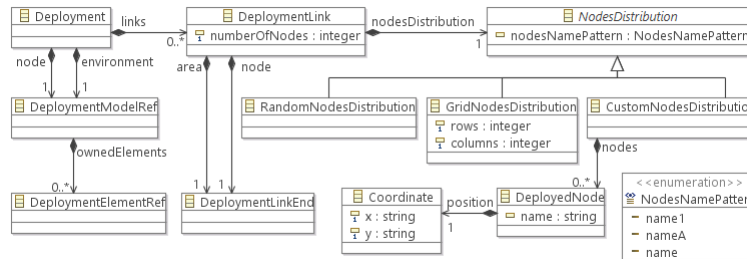 Deployment
links
0..*
DeploymentLink
numberOfNodes : integer
nodesDistribution
1
NodesDistribution
nodesNamePattern : NodesNamePattern
node
environment
1
1
area
node
DeploymentModelRef
RandomNodesDistribution
GridNodesDistribution
rows : integer
columns : integer
CustomNodesDistributio
ownedElements
0..*
nodes
0..*
1
1
DeploymentElementRef
DeploymentLinkEnd
Coordinate
x : string
y : string
position
1
DeployedNode
name : string
<<enumeration>>
NodesNamePatter
name1
nameA
name